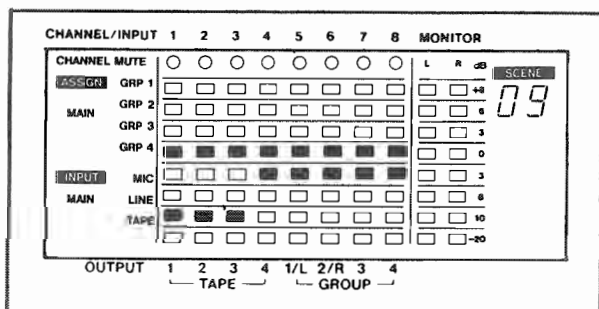 CHANNEL/INPUT 1 2 3 4 5 6 7 8 MONITOR
CHANNEL MUTE L R dB SCENE
ASSGN GRP 1 +8
MAIN GRP 2 6 09
GRP 3 3
GRP 4 0
INPUT MIC 3
MAIN LINE 6
TAPE 10
-20
OUTPUT 1 2 3 4 1/L 2/R 3 4
TAPE GROUP